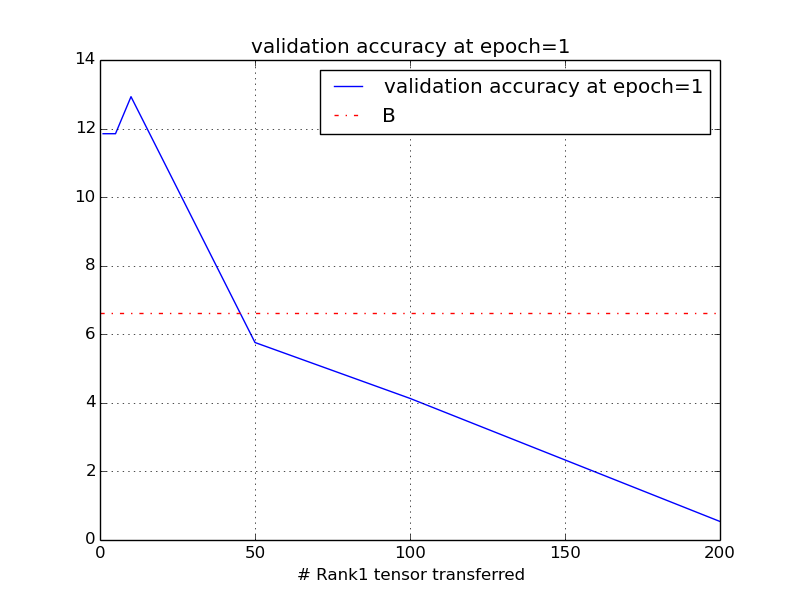 validation accuracy at epoch=1
validation accuracy at epoch=1
B
14
12
10
8
6
4
2
0
0 50 100 150 200
# Rank1 tensor transferred